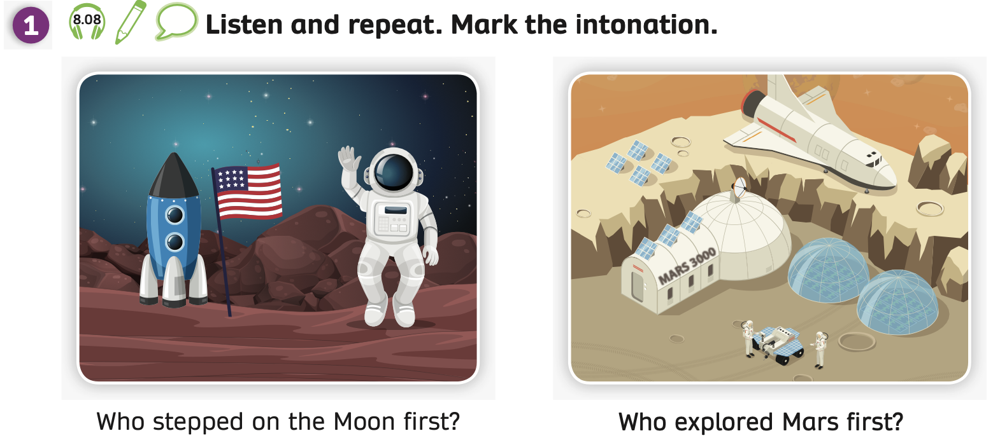 1 8.08 Listen and repeat. Mark the intonation.
MARS 3000
Who stepped on the Moon first?
Who explored Mars first?